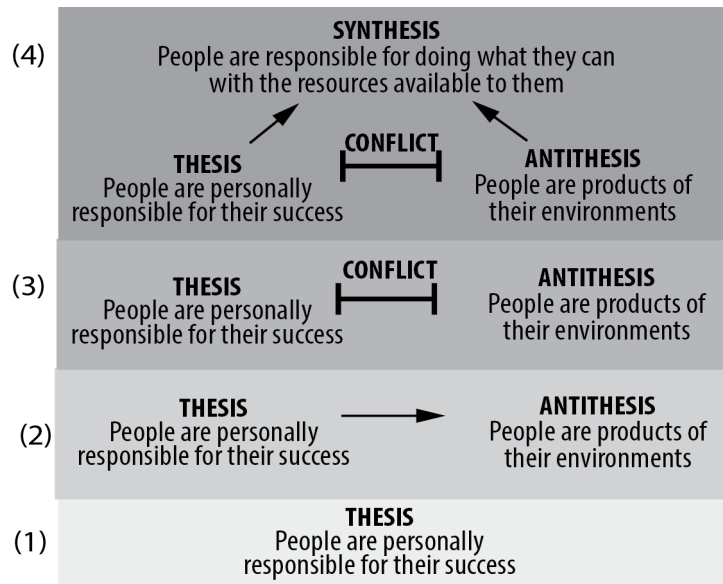 (4)
SYNTHESIS
People are responsible for doing what they can
with the resources available to them
CONFLICT
THESIS
People are personally
responsible for their success
ANTITHESIS
People are products of
their environments
(3)
CONFLICT
THESIS
People are personally
responsible for their success
ANTITHESIS
People are products of
their environments
(2)
THESIS
People are personally
responsible for their success
ANTITHESIS
People are products of
their environments
(1)
THESIS
People are personally
responsible for their success